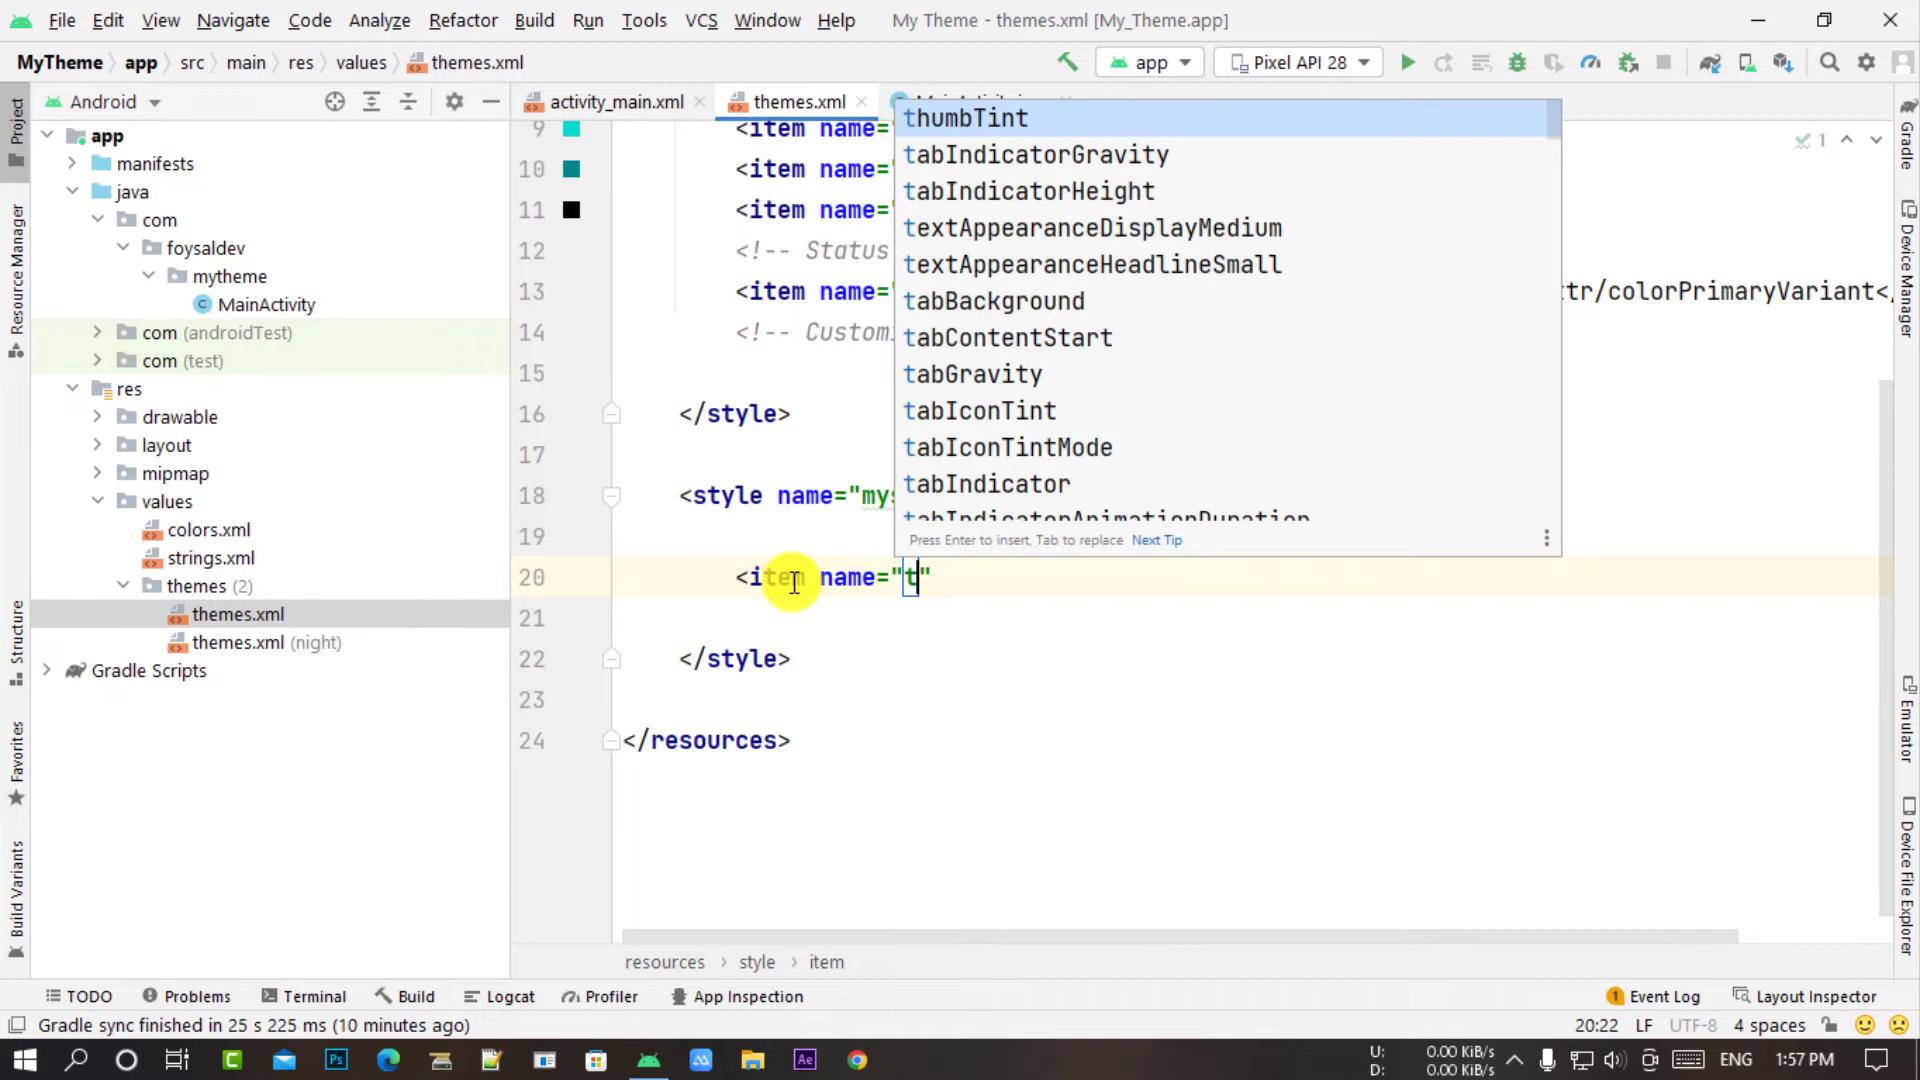 File Edit View Navigate Code Analyze Refactor Build Run Tools VCS Window Help My Theme - themes.xml [My_Theme.app]
MyTheme app src main res values themes.xml app Pixel API 28
Android activity_main.xml themes.xml
Project
Resource Manager
Structure
Favorites
Build Variants
app
manifests
java
com
foysaldev
mytheme
MainActivity
com (androidTest)
com (test)
res
drawable
layout
mipmap
values
colors.xml
strings.xml
themes (2)
themes.xml
themes.xml (night)
Gradle Scripts
9 <item name="
10 <item name="
11 <item name="
12 <!-- Status
13 <item name=" ttr/colorPrimaryVariant</
14 <!-- Customi
15
16 </style>
17
18 <style name="mys
19
20 <item name="t"
21
22 </style>
23
24 </resources>
thumbTint
tabIndicatorGravity
tabIndicatorHeight
textAppearanceDisplayMedium
textAppearanceHeadlineSmall
tabBackground
tabContentStart
tabGravity
tabIconTint
tabIconTintMode
tabIndicator
tabIndicatorAnimationDuration
Press Enter to insert, Tab to replace Next Tip
1
Gradle
Device Manager
Emulator
Device File Explorer
resources style item
TODO Problems Terminal Build Logcat Profiler App Inspection 1 Event Log Layout Inspector
Gradle sync finished in 25 s 225 ms (10 minutes ago) 20:22 LF UTF-8 4 spaces
C Ps Ae U: 0.00 KiB/s ENG 1:57 PM
D: 0.00 KiB/s